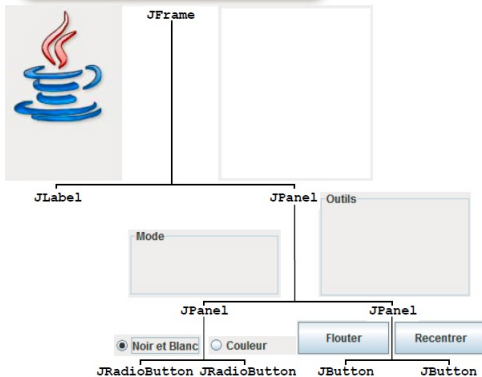 JFrame
JLabel
JPanel
Outils
Mode
JPanel
JPanel
Noir et Blanc
Couleur
Flouter
Recentrer
JRadioButton
JRadioButton
JButton
JButton